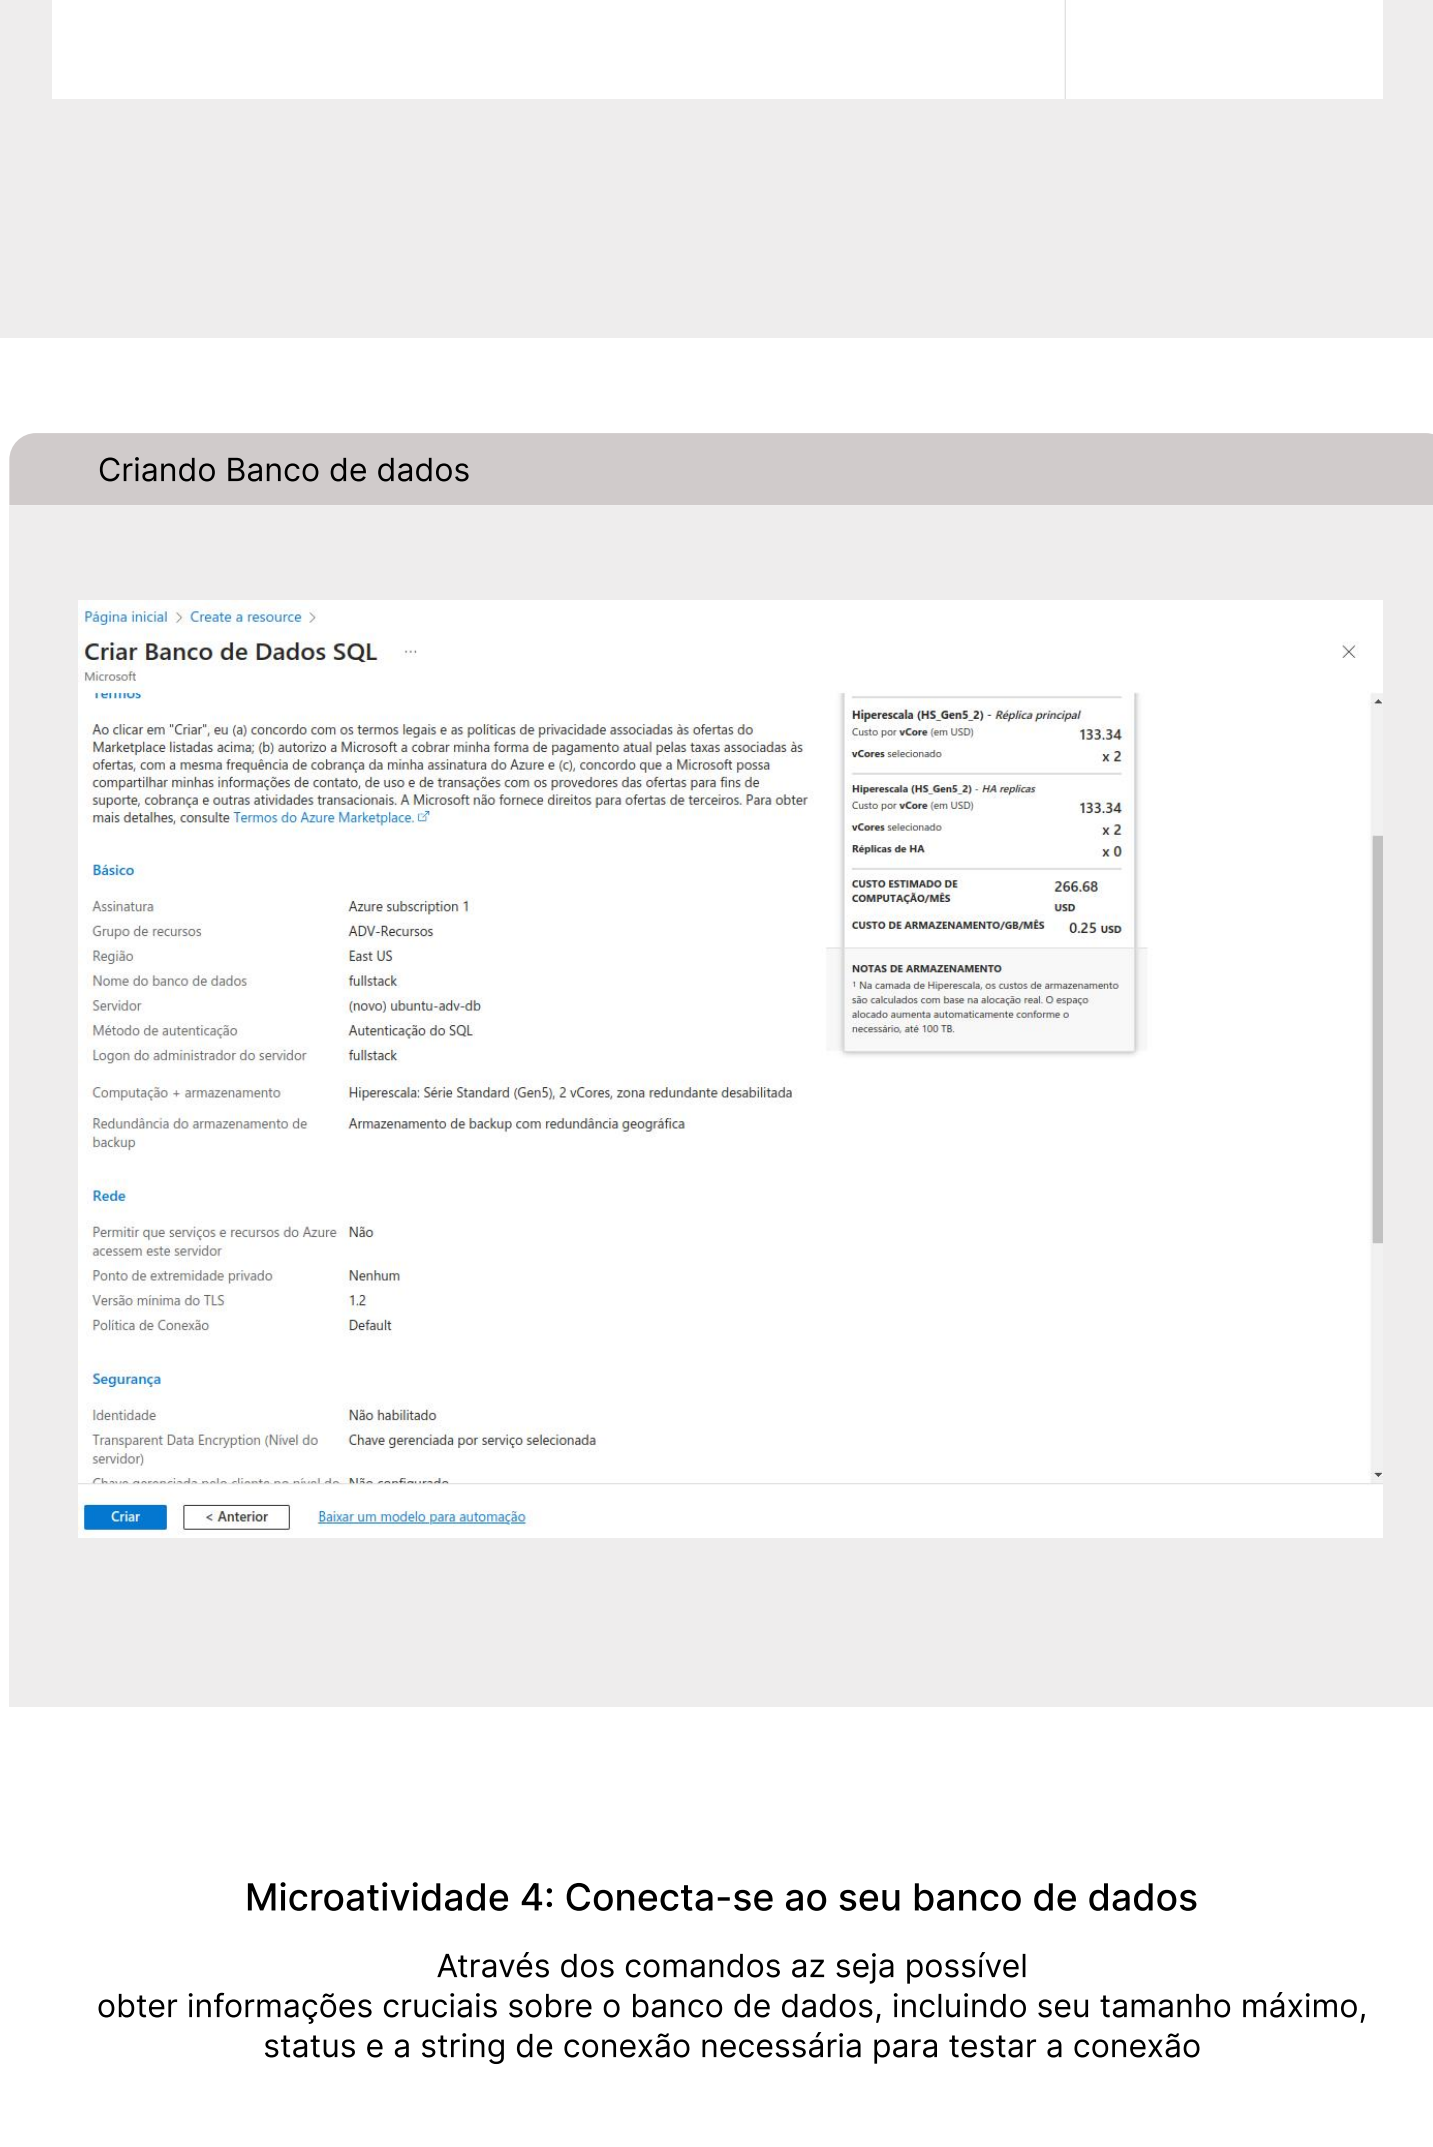 Criando Banco de dados
Página inicial > Create a resource >
Criar Banco de Dados SQL ...
Microsoft
Termos
Ao clicar em "Criar", eu (a) concordo com os termos legais e as políticas de privacidade associadas às ofertas do
Marketplace listadas acima; (b) autorizo a Microsoft a cobrar minha forma de pagamento atual pelas taxas associadas às
ofertas, com a mesma frequência de cobrança da minha assinatura do Azure e (c), concordo que a Microsoft possa
compartilhar minhas informações de contato, de uso e de transações com os provedores das ofertas para fins de
suporte, cobrança e outras atividades transacionais. A Microsoft não fornece direitos para ofertas de terceiros. Para obter
mais detalhes, consulte Termos do Azure Marketplace.
Básico
Assinatura Azure subscription 1
Grupo de recursos ADV-Recursos
Região East US
Nome do banco de dados fullstack
Servidor (novo) ubuntu-adv-db
Método de autenticação Autenticação do SQL
Logon do administrador do servidor fullstack
Computação + armazenamento Hiperescala: Série Standard (Gen5), 2 vCores, zona redundante desabilitada
Redundância do armazenamento de Armazenamento de backup com redundância geográfica
backup
Rede
Permitir que serviços e recursos do Azure Não
acessem este servidor
Ponto de extremidade privado Nenhum
Versão mínima do TLS 1.2
Política de Conexão Default
Segurança
Identidade Não habilitado
Transparent Data Encryption (Nível do Chave gerenciada por serviço selecionada
servidor)
Chave gerenciada pelo cliente no nível do Não configurado
Hiperescala (HS_Gen5_2) - Réplica principal
Custo por vCore (em USD) 133.34
vCores selecionado x 2
Hiperescala (HS_Gen5_2) - HA replicas
Custo por vCore (em USD) 133.34
vCores selecionado x 2
Réplicas de HA x 0
CUSTO ESTIMADO DE 266.68
COMPUTAÇÃO/MÊS USD
CUSTO DE ARMAZENAMENTO/GB/MÊS 0.25 USD
NOTAS DE ARMAZENAMENTO
¹ Na camada de Hiperescala, os custos de armazenamento
são calculados com base na alocação real. O espaço
alocado aumenta automaticamente conforme o
necessário, até 100 TB.
Criar < Anterior Baixar um modelo para automação
Microatividade 4: Conecta-se ao seu banco de dados
Através dos comandos az seja possível
obter informações cruciais sobre o banco de dados, incluindo seu tamanho máximo,
status e a string de conexão necessária para testar a conexão